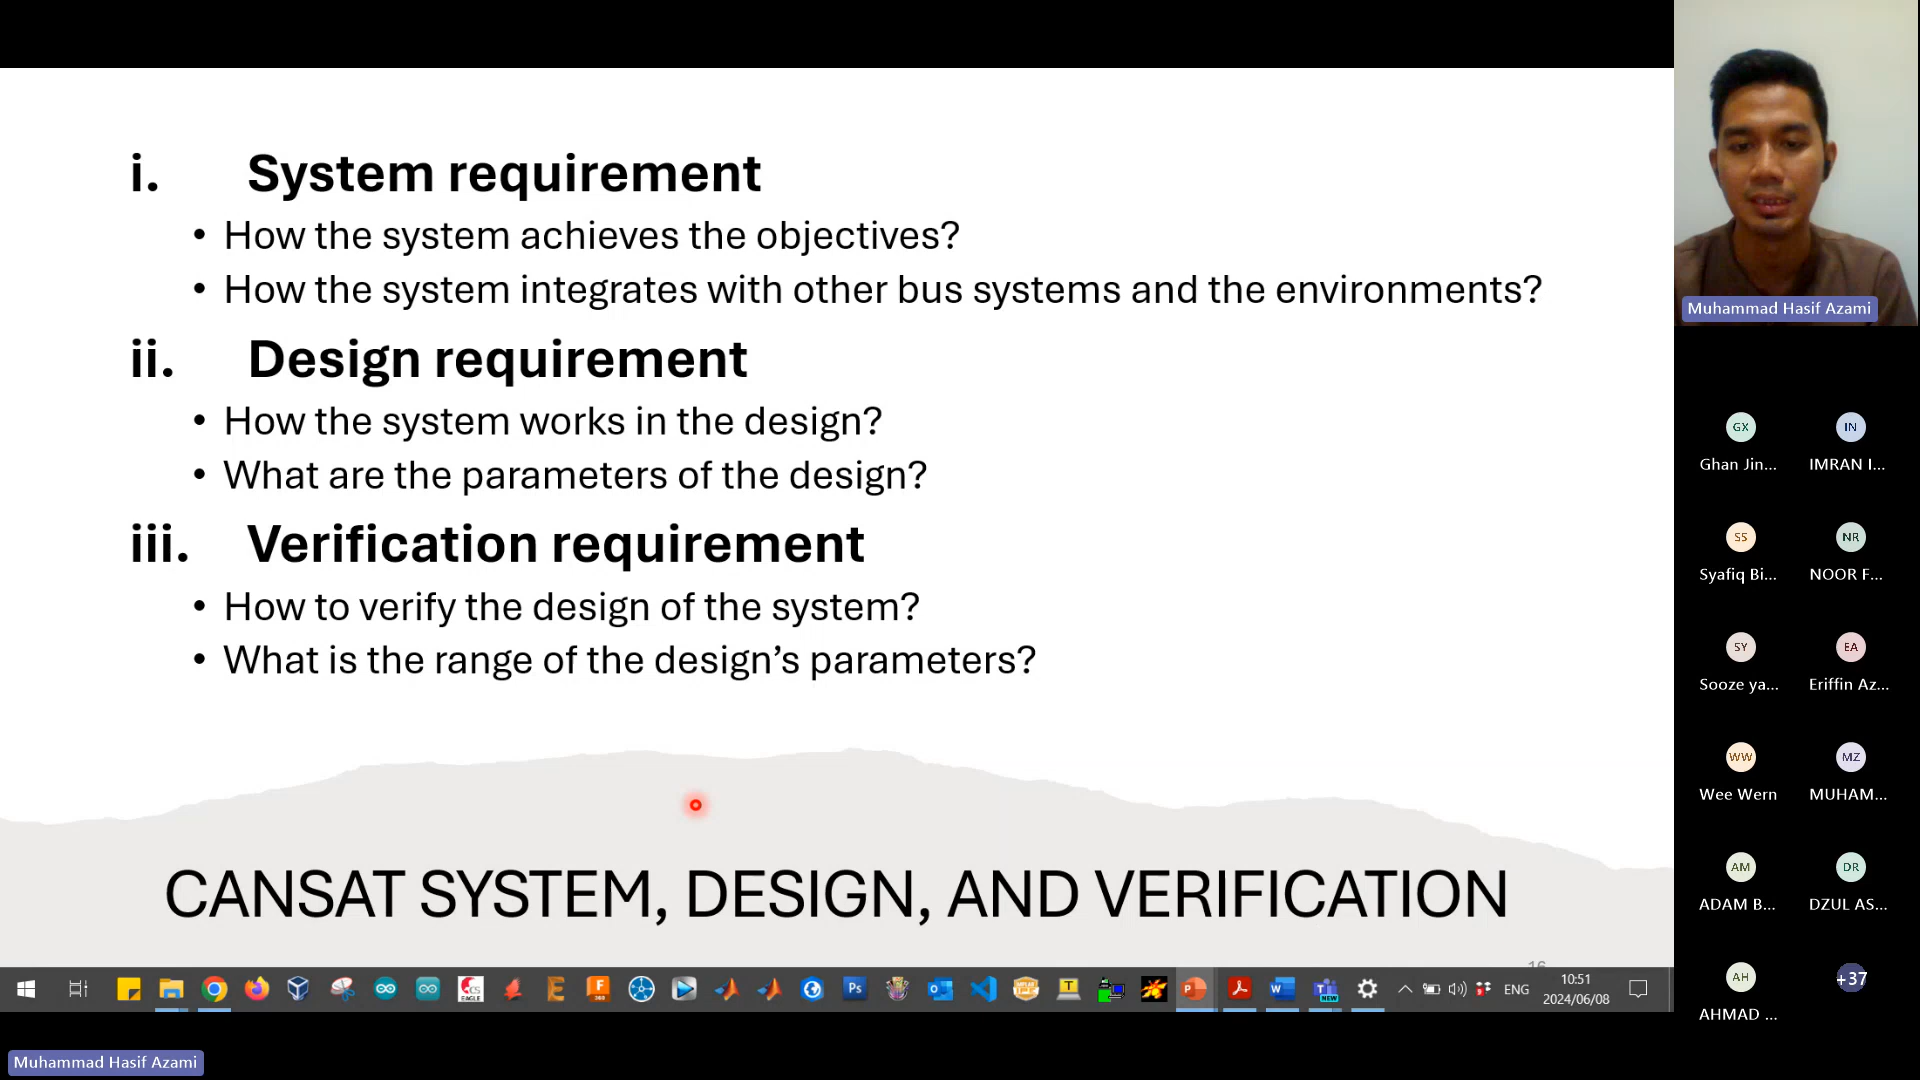 i. System requirement
• How the system achieves the objectives?
• How the system integrates with other bus systems and the environments?
ii. Design requirement
• How the system works in the design?
• What are the parameters of the design?
iii. Verification requirement
• How to verify the design of the system?
• What is the range of the design’s parameters?
CANSAT SYSTEM, DESIGN, AND VERIFICATION
Muhammad Hasif Azami
GX IN
Ghan Jin... IMRAN I...
SS NR
Syafiq Bi... NOOR F...
SY EA
Sooze ya... Eriffin Az...
WW MZ
Wee Wern MUHAM...
AM DR
ADAM B... DZUL AS...
AH +37
AHMAD ...
ENG 10:51
2024/06/08
Muhammad Hasif Azami